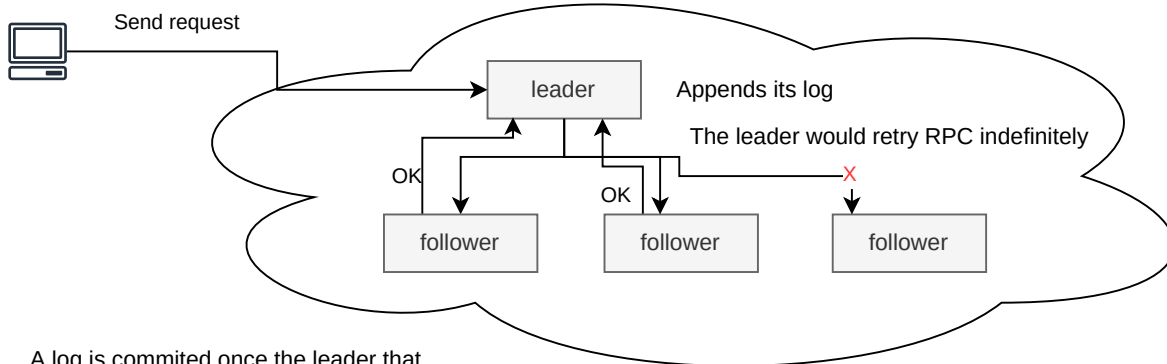 Send request
leader
Appends its log
The leader would retry RPC indefinitely
OK
X
OK
follower
follower
follower
A log is commited once the leader that